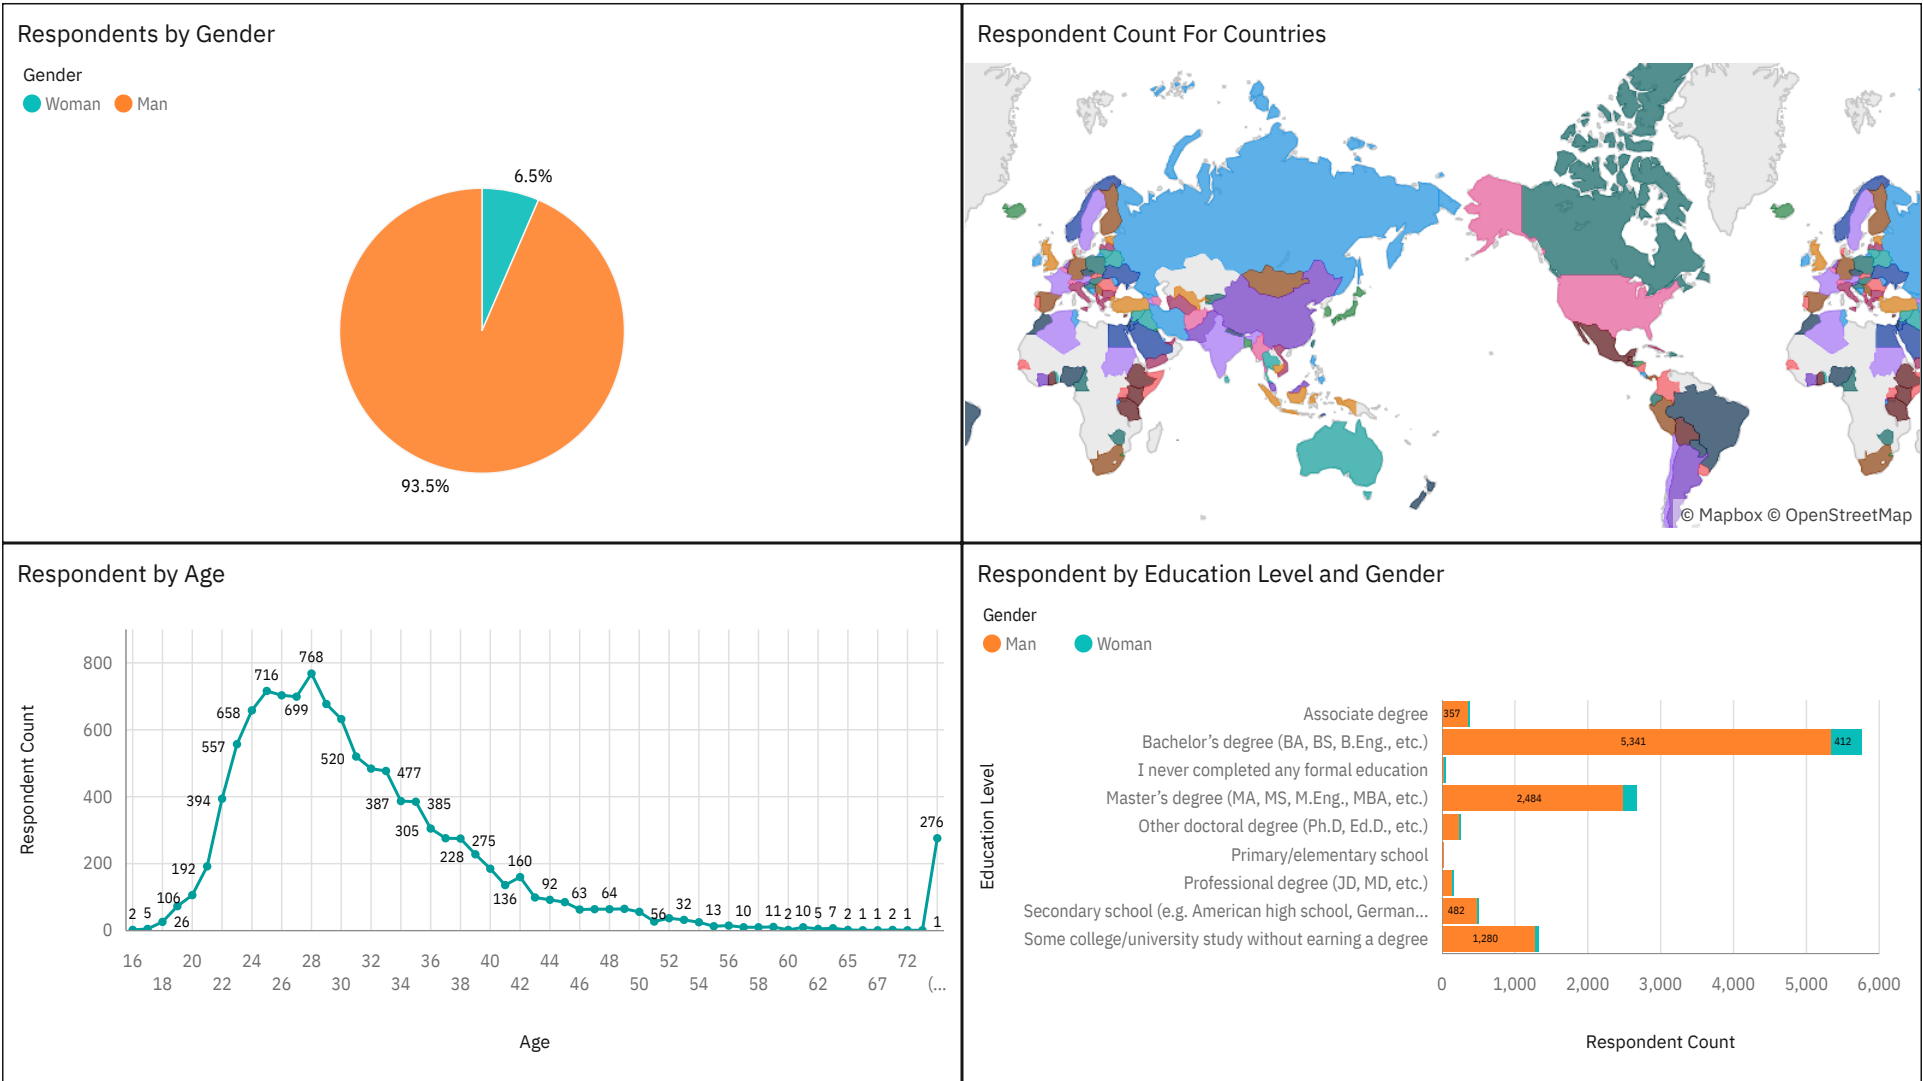 Respondents by Gender
Gender
Woman Man
6.5%
93.5%
Respondent Count For Countries
© Mapbox © OpenStreetMap
Respondent by Age
Respondent Count
800
600
400
200
0
2 5 106 26 192 394 557 658 716 699 768 520 477 387 385 305 228 275 136 160 92 63 64 56 32 13 10 11 2 10 5 7 2 1 1 2 1 276 1
16 20 24 28 32 36 40 44 48 52 56 60 65 72
18 22 26 30 34 38 42 46 50 54 58 62 67 (...
Age
Respondent by Education Level and Gender
Gender
Man Woman
Education Level
Associate degree 357
Bachelor’s degree (BA, BS, B.Eng., etc.) 5,341 412
I never completed any formal education
Master’s degree (MA, MS, M.Eng., MBA, etc.) 2,484
Other doctoral degree (Ph.D, Ed.D., etc.)
Primary/elementary school
Professional degree (JD, MD, etc.)
Secondary school (e.g. American high school, German... 482
Some college/university study without earning a degree 1,280
0 1,000 2,000 3,000 4,000 5,000 6,000
Respondent Count